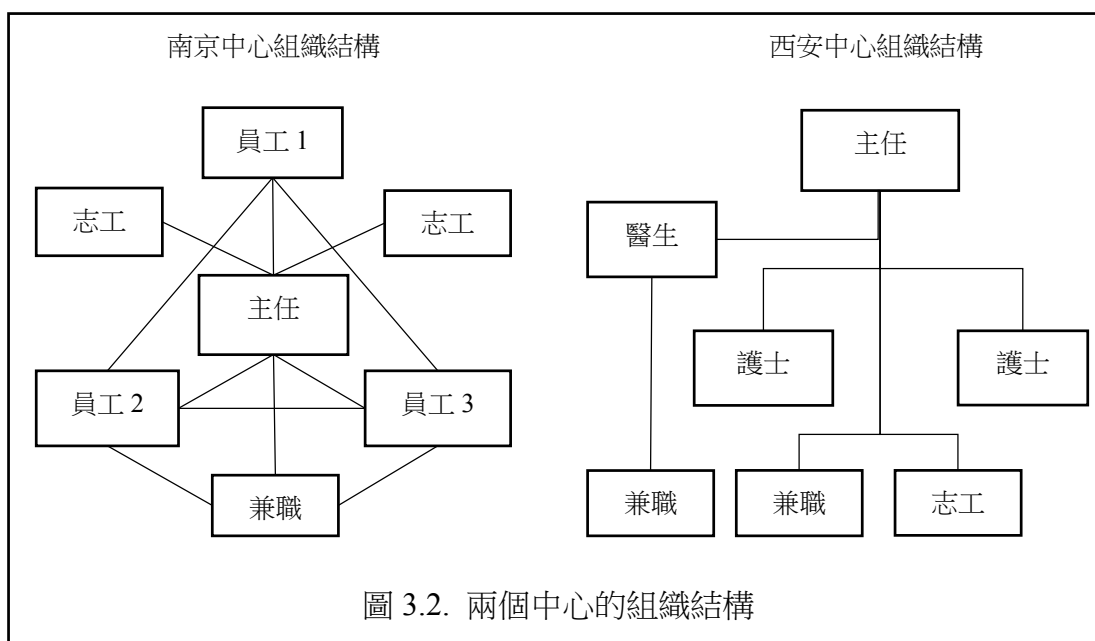 南京中心組織結構
員工 1
志工
志工
主任
員工 2
員工 3
兼職
西安中心組織結構
主任
醫生
護士
護士
兼職
兼職
志工
圖 3.2. 兩個中心的組織結構